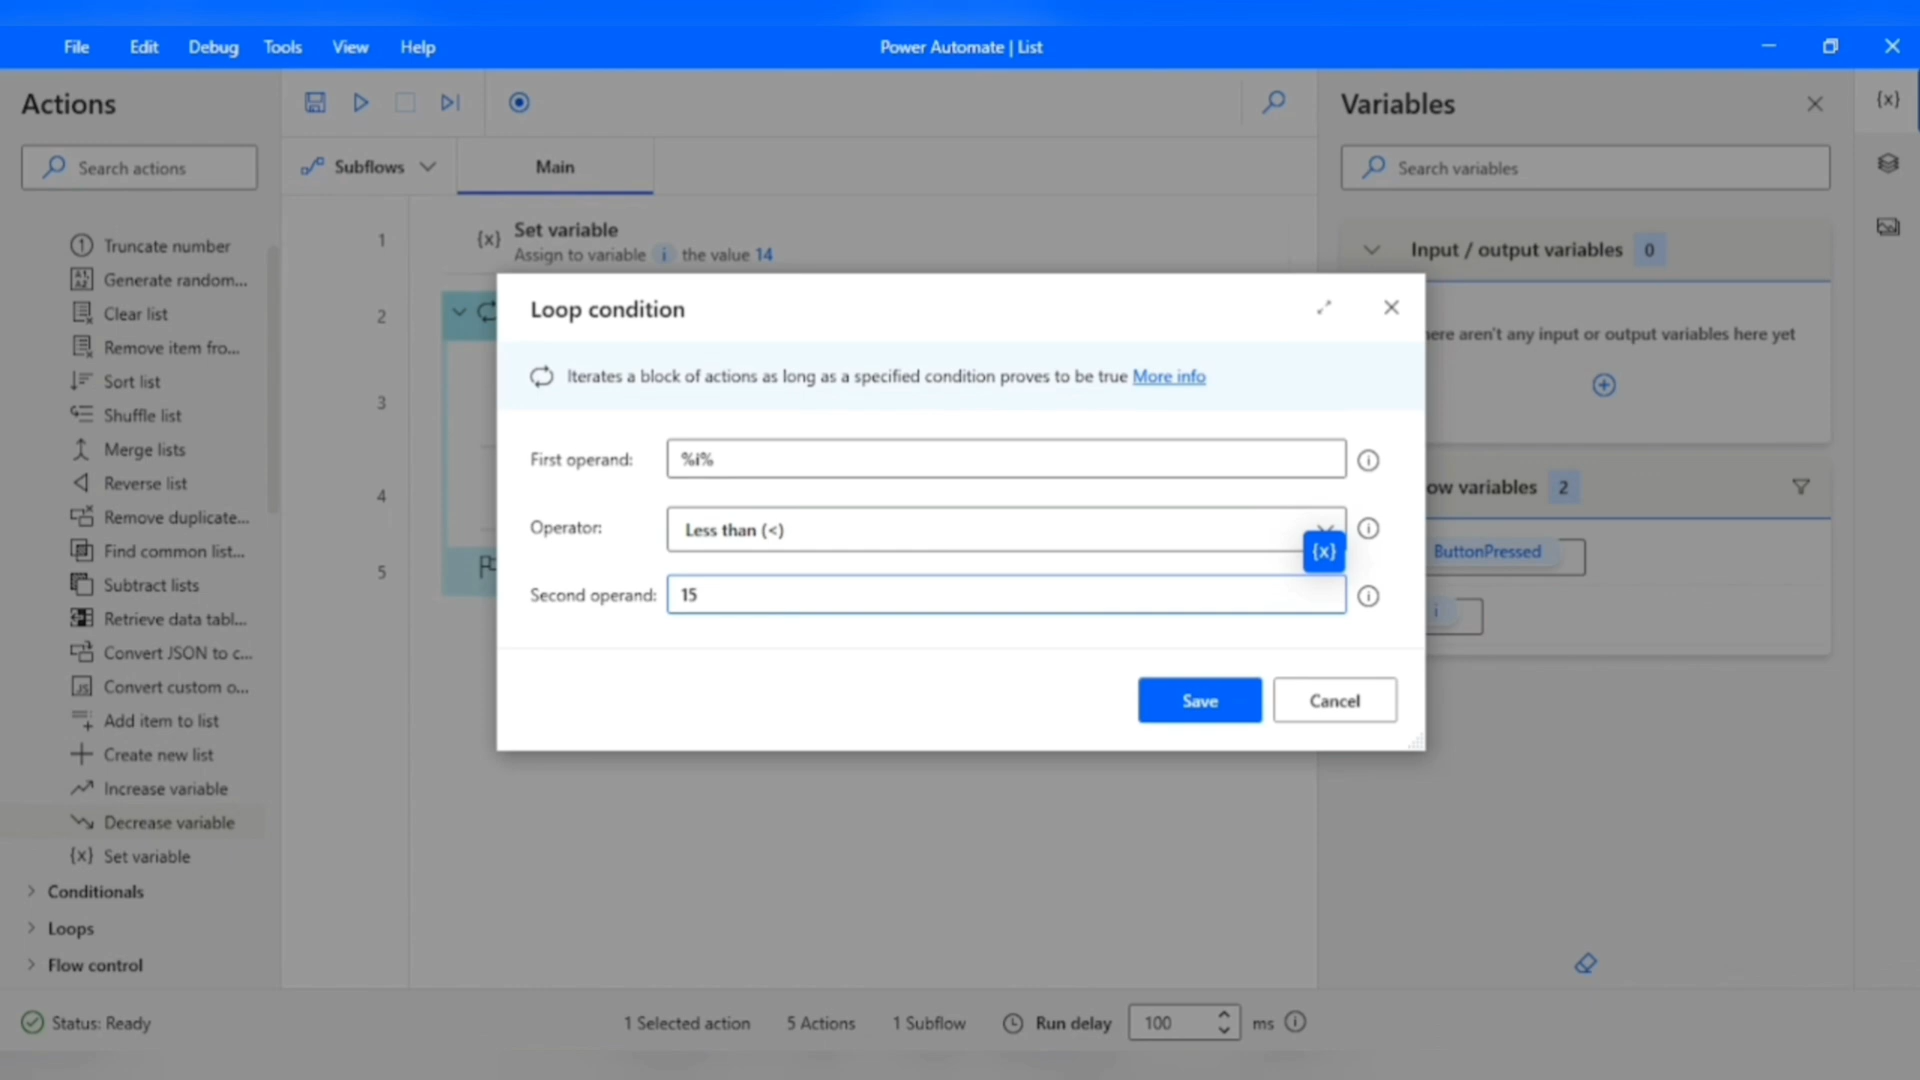 File Edit Debug Tools View Help
Power Automate | List
Actions
Search actions
Truncate number
Generate random...
Clear list
Remove item fro...
Sort list
Shuffle list
Merge lists
Reverse list
Remove duplicate...
Find common list...
Subtract lists
Retrieve data tabl...
Convert JSON to c...
Convert custom o...
Add item to list
Create new list
Increase variable
Decrease variable
{x} Set variable
Conditionals
Loops
Flow control
Subflows
Main
1
{x} Set variable
Assign to variable i the value 14
2
3
4
5
Loop condition
Iterates a block of actions as long as a specified condition proves to be true More info
First operand: %i%
Operator: Less than (<)
{x}
Second operand: 15
Save Cancel
Variables
{x}
Search variables
Input / output variables 0
ere aren't any input or output variables here yet
ow variables 2
ButtonPressed
i
Status: Ready
1 Selected action 5 Actions 1 Subflow Run delay 100 ms